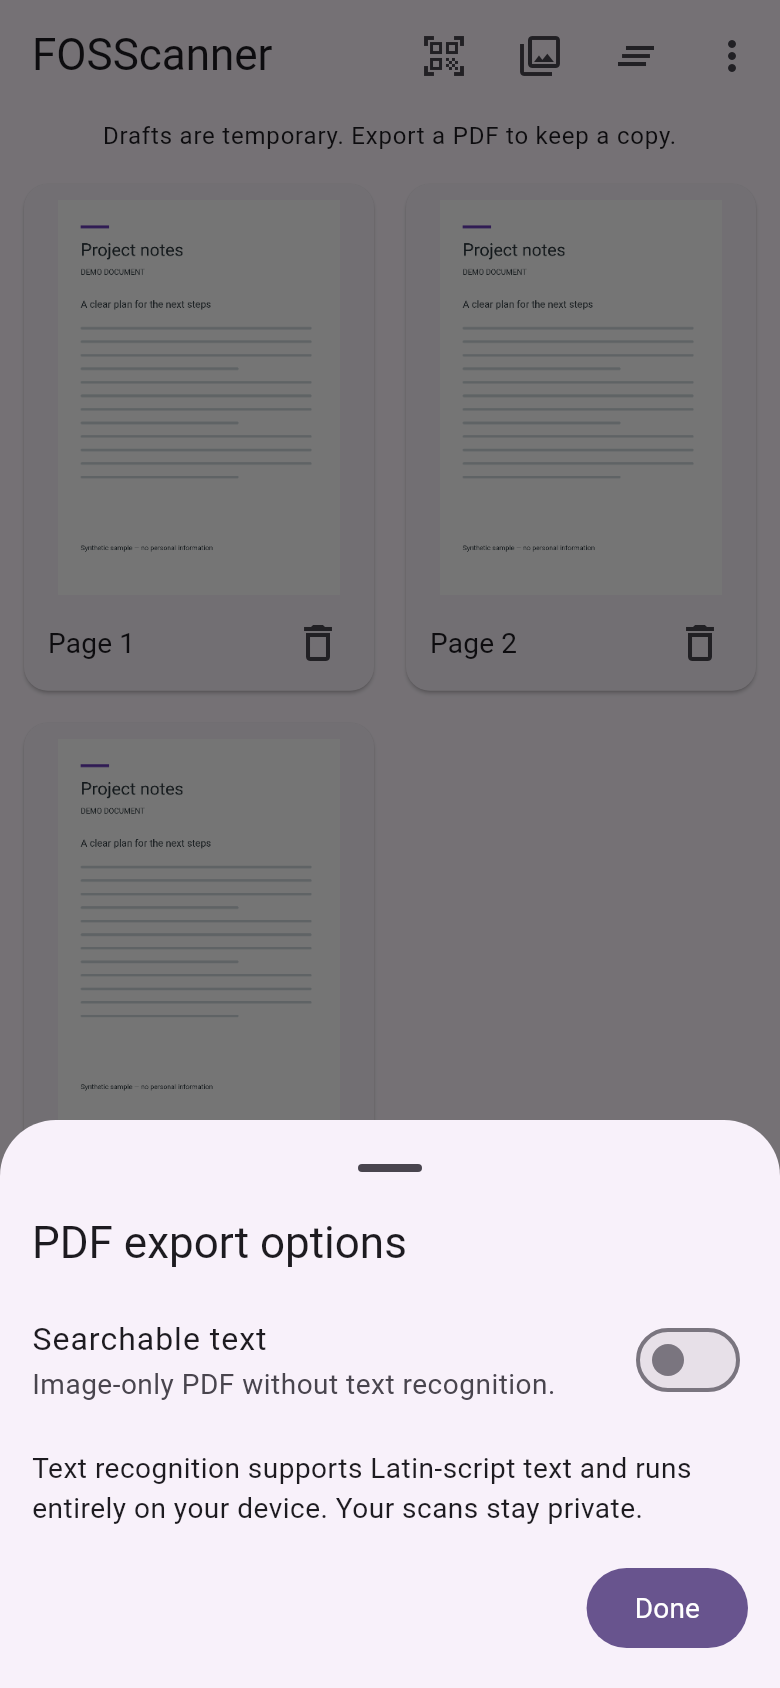 FOSScanner
Drafts are temporary. Export a PDF to keep a copy.
Project notes
DEMO DOCUMENT
A clear plan for the next steps
Synthetic sample — no personal information
Page 1
Project notes
DEMO DOCUMENT
A clear plan for the next steps
Synthetic sample — no personal information
Page 2
Project notes
DEMO DOCUMENT
A clear plan for the next steps
Synthetic sample — no personal information
PDF export options
Searchable text
Image-only PDF without text recognition.
Text recognition supports Latin-script text and runs
entirely on your device. Your scans stay private.
Done